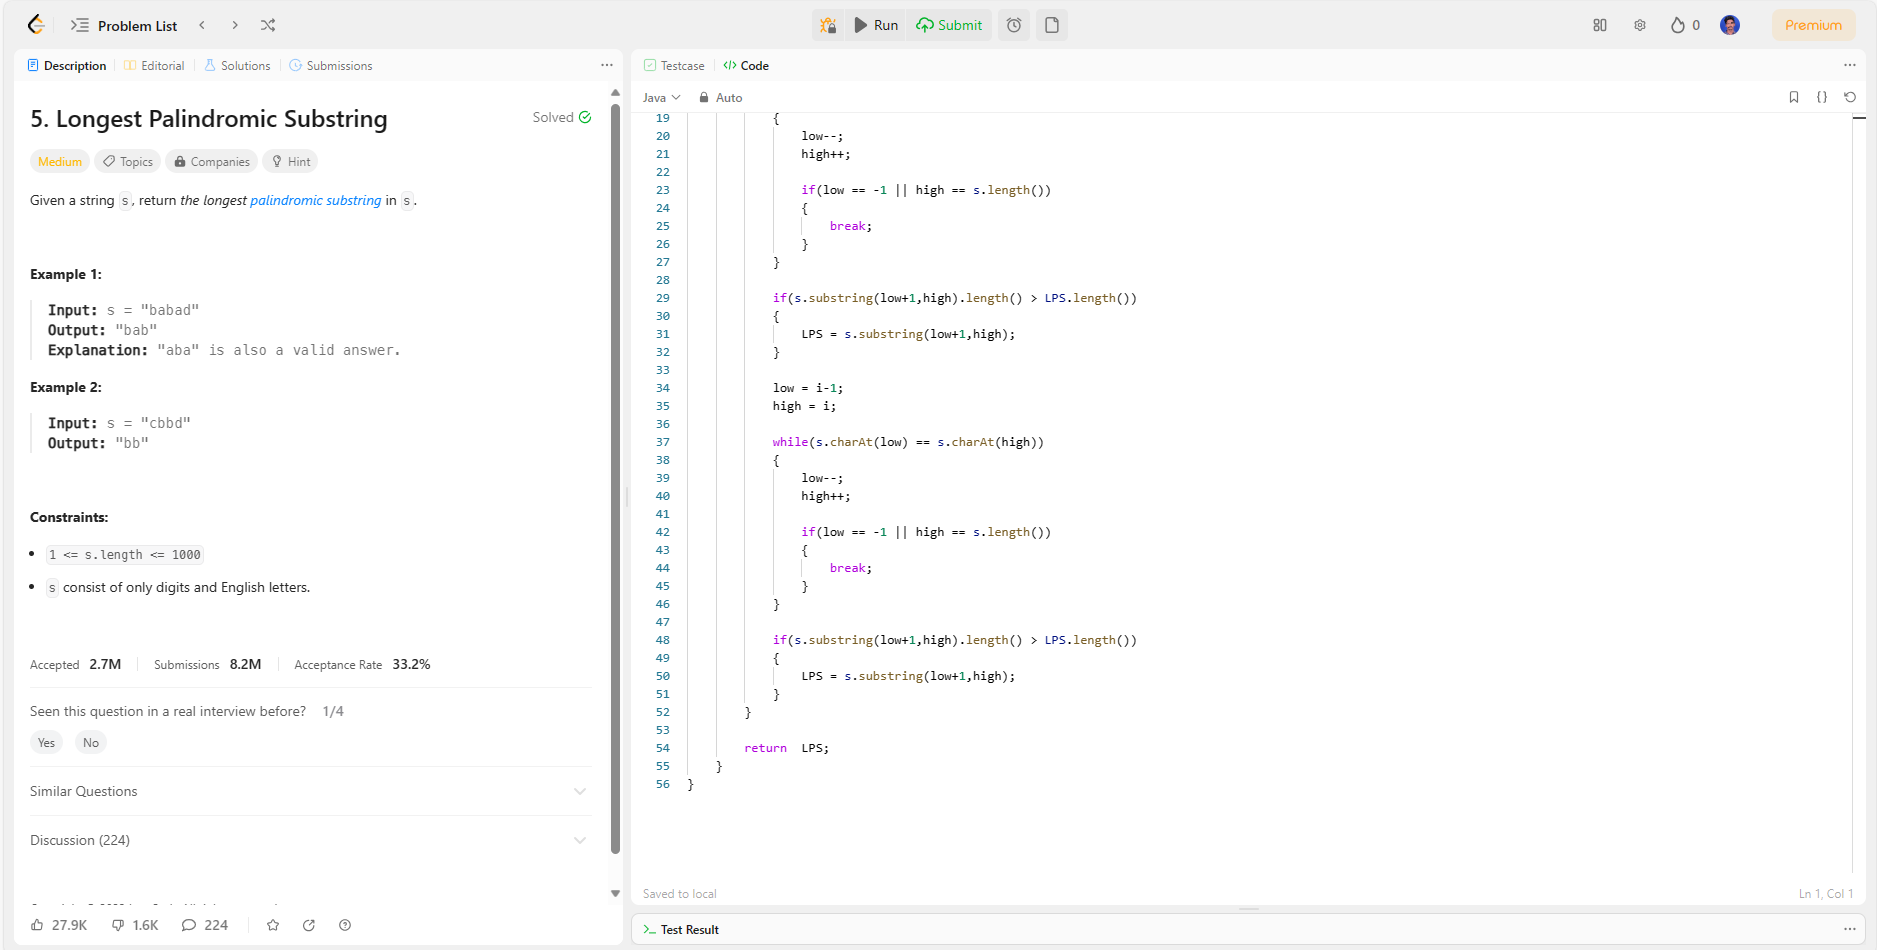 Problem List
Run
Submit
0
Premium
Description
Editorial
Solutions
Submissions
5. Longest Palindromic Substring
Solved
Medium
Topics
Companies
Hint
Given a string s, return the longest palindromic substring in s.
Example 1:
Input: s = "babad"
Output: "bab"
Explanation: "aba" is also a valid answer.
Example 2:
Input: s = "cbbd"
Output: "bb"
Constraints:
• 1 <= s.length <= 1000
• s consist of only digits and English letters.
Accepted 2.7M Submissions 8.2M Acceptance Rate 33.2%
Seen this question in a real interview before? 1/4
Yes No
Similar Questions
Discussion (224)
27.9K 1.6K 224
Testcase
</> Code
Java
Auto
19 {
20 low--;
21 high++;
22
23 if(low == -1 || high == s.length())
24 {
25 break;
26 }
27 }
28
29 if(s.substring(low+1,high).length() > LPS.length())
30 {
31 LPS = s.substring(low+1,high);
32 }
33
34 low = i-1;
35 high = i;
36
37 while(s.charAt(low) == s.charAt(high))
38 {
39 low--;
40 high++;
41
42 if(low == -1 || high == s.length())
43 {
44 break;
45 }
46 }
47
48 if(s.substring(low+1,high).length() > LPS.length())
49 {
50 LPS = s.substring(low+1,high);
51 }
52 }
53
54 return  LPS;
55 }
56 }
Saved to local
Ln 1, Col 1
Test Result